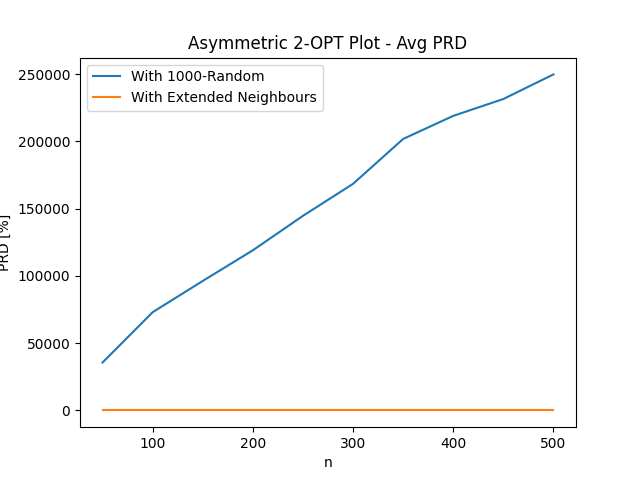 Asymmetric 2-OPT Plot - Avg PRD
With 1000-Random
With Extended Neighbours
250000
200000
150000
100000
50000
0
PRD [%]
100
200
300
400
500
n